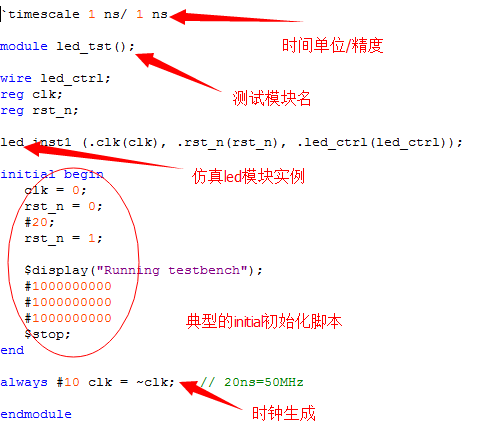 `timescale 1 ns/ 1 ns
时间单位/精度
module led_tst();
测试模块名
wire led_ctrl;
reg clk;
reg rst_n;
led inst1 (.clk(clk), .rst_n(rst_n), .led_ctrl(led_ctrl));
仿真led模块实例
initial begin
clk = 0;
rst_n = 0;
#20;
rst_n = 1;
$display("Running testbench");
#1000000000
#1000000000
#1000000000
典型的initial初始化脚本
$stop;
end
always #10 clk = ~clk; // 20ns=50MHz
时钟生成
endmodule